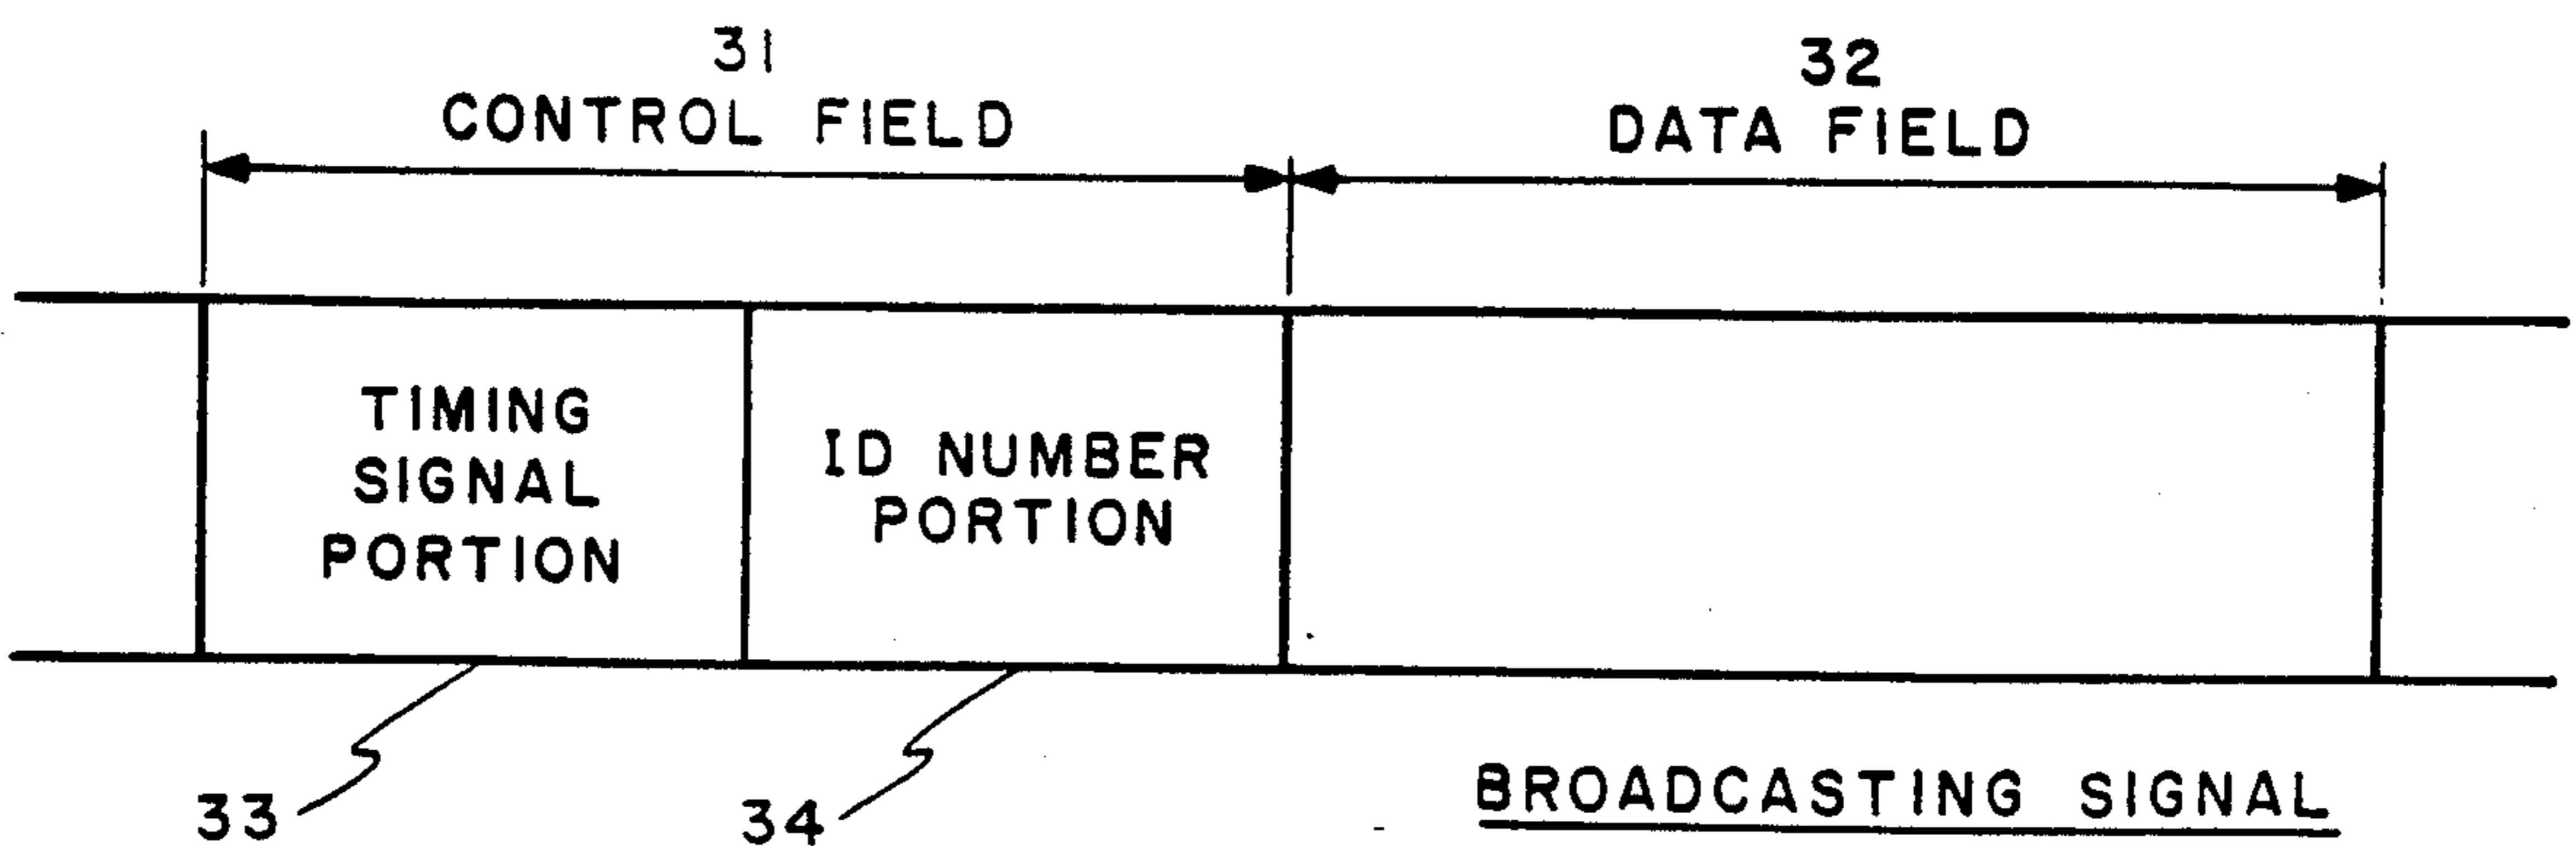 31
CONTROL FIELD
32
DATA FIELD
TIMING
SIGNAL
PORTION
ID NUMBER
PORTION
33
34
BROADCASTING SIGNAL